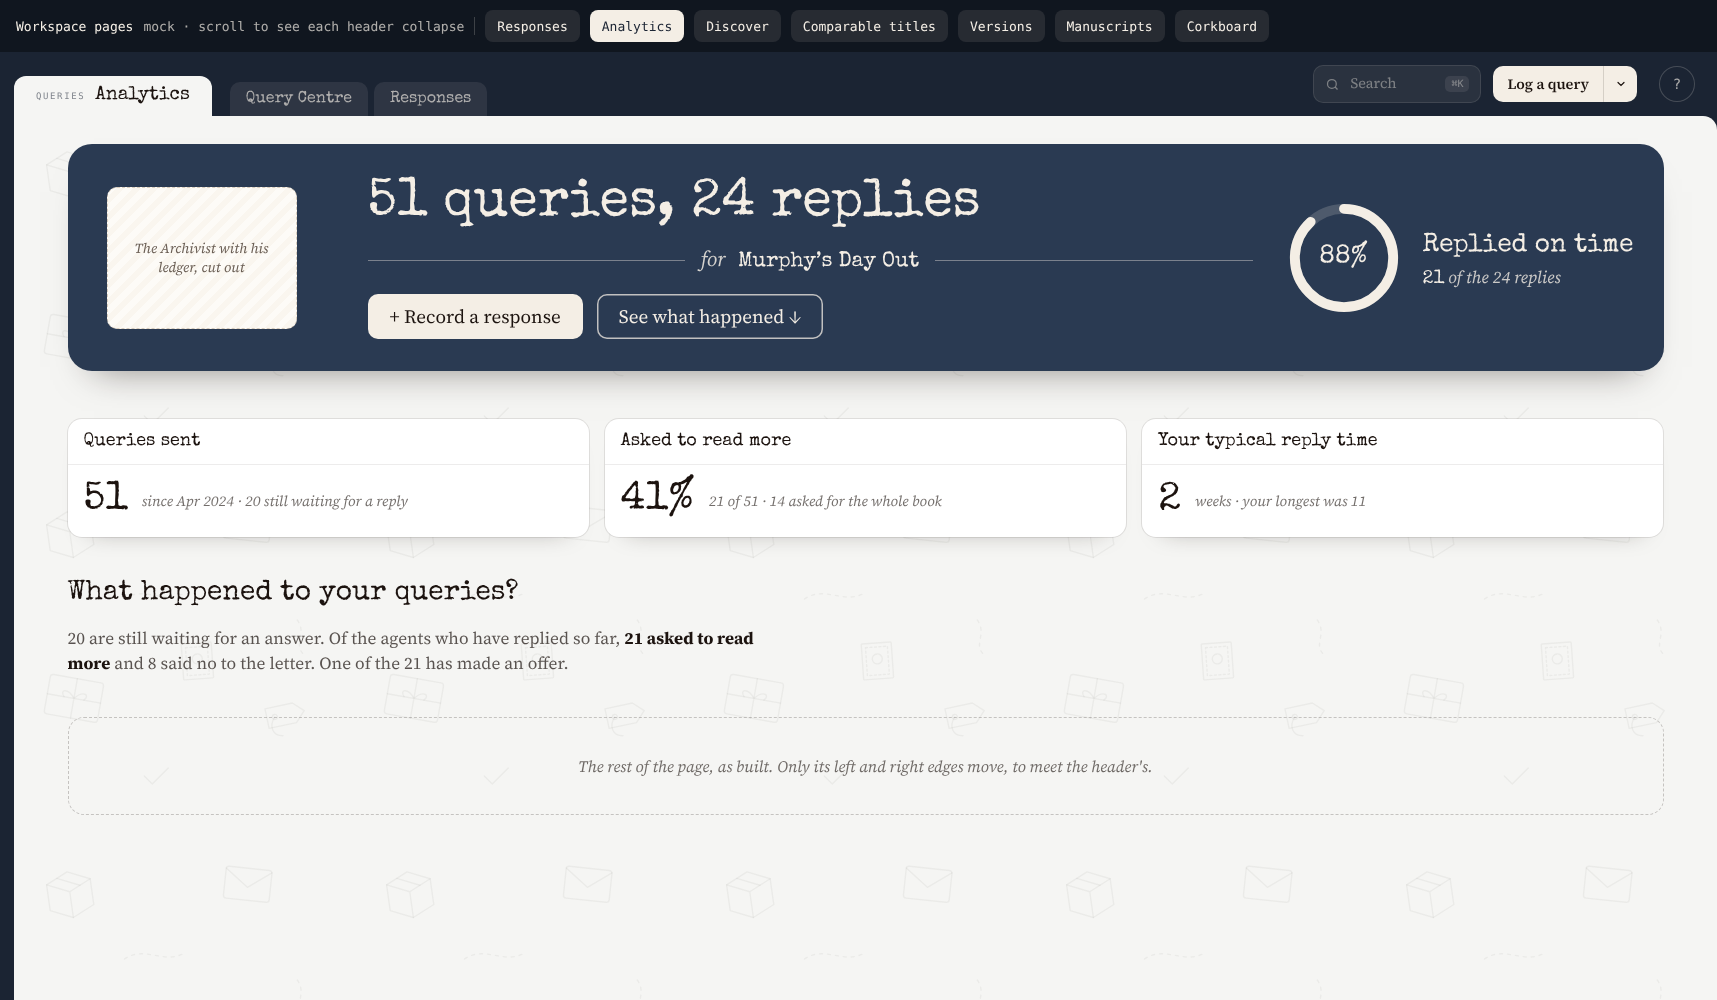 Workspace pages mock · scroll to see each header collapse Responses Analytics Discover Comparable titles Versions Manuscripts Corkboard
QUERIES Analytics Query Centre Responses Search ⌘K Log a query ?
The Archivist with his
ledger, cut out
51 queries, 24 replies
for Murphy's Day Out
+ Record a response See what happened ↓
88%
Replied on time
21 of the 24 replies
Queries sent
51 since Apr 2024 · 20 still waiting for a reply
Asked to read more
41% 21 of 51 · 14 asked for the whole book
Your typical reply time
2 weeks · your longest was 11
What happened to your queries?
20 are still waiting for an answer. Of the agents who have replied so far, 21 asked to read
more and 8 said no to the letter. One of the 21 has made an offer.
The rest of the page, as built. Only its left and right edges move, to meet the header's.